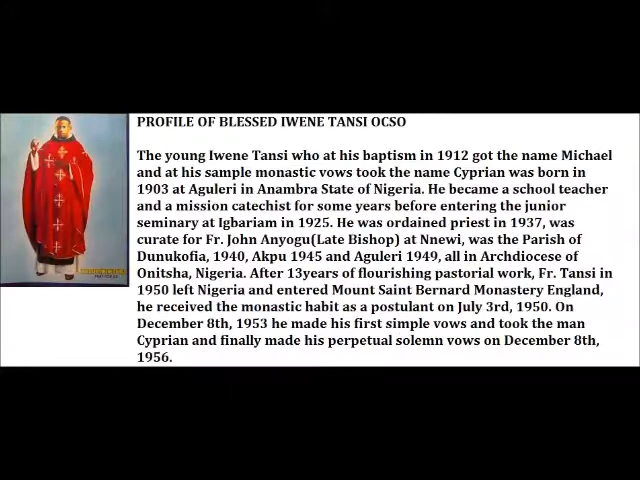 PROFILE OF BLESSED IWENE TANSI OCSO
The young Iwene Tansi who at his baptism in 1912 got the name Michael
and at his sample monastic vows took the name Cyprian was born in
1903 at Aguleri in Anambra State of Nigeria. He became a school teacher
and a mission catechist for some years before entering the junior
seminary at Igbariam in 1925. He was ordained priest in 1937, was
curate for Fr. John Anyogu(Late Bishop) at Nnewi, was the Parish of
Dunukofia, 1940, Akpu 1945 and Aguleri 1949, all in Archdiocese of
Onitsha, Nigeria. After 13years of flourishing pastorial work, Fr. Tansi in
1950 left Nigeria and entered Mount Saint Bernard Monastery England,
he received the monastic habit as a postulant on July 3rd, 1950. On
December 8th, 1953 he made his first simple vows and took the man
Cyprian and finally made his perpetual solemn vows on December 8th,
1956.